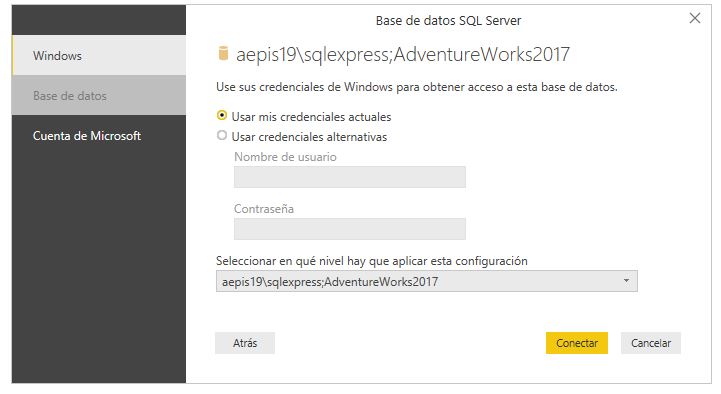 Base de datos SQL Server
Windows
Base de datos
Cuenta de Microsoft
aepis19\sqlexpress;AdventureWorks2017
Use sus credenciales de Windows para obtener acceso a esta base de datos.
Usar mis credenciales actuales
Usar credenciales alternativas
Nombre de usuario
Contraseña
Seleccionar en qué nivel hay que aplicar esta configuración
aepis19\sqlexpress;AdventureWorks2017
Atrás
Conectar
Cancelar